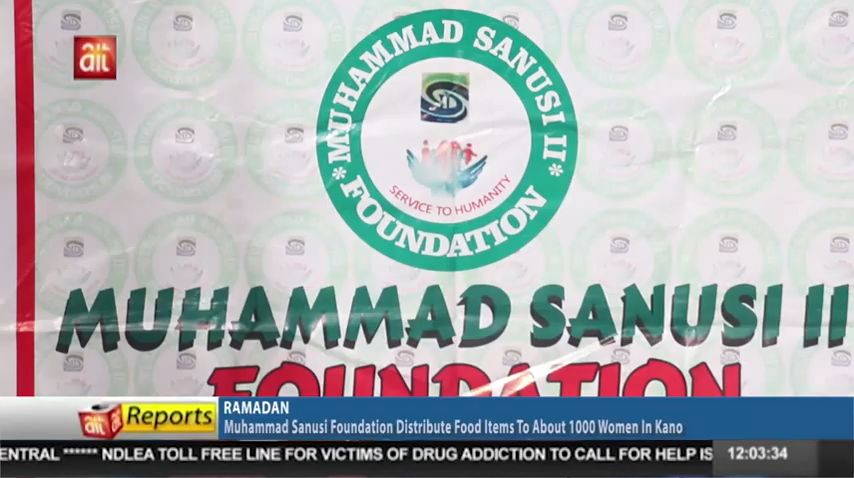 ait
MUHAMMAD SANUSI II
FOUNDATION
SERVICE TO HUMANITY
MUHAMMAD SANUSI II
FOUNDATION
ait Reports
RAMADAN
Muhammad Sanusi Foundation Distribute Food Items To About 1000 Women In Kano
ENTRAL ****** NDLEA TOLL FREE LINE FOR VICTIMS OF DRUG ADDICTION TO CALL FOR HELP IS
12:03:34